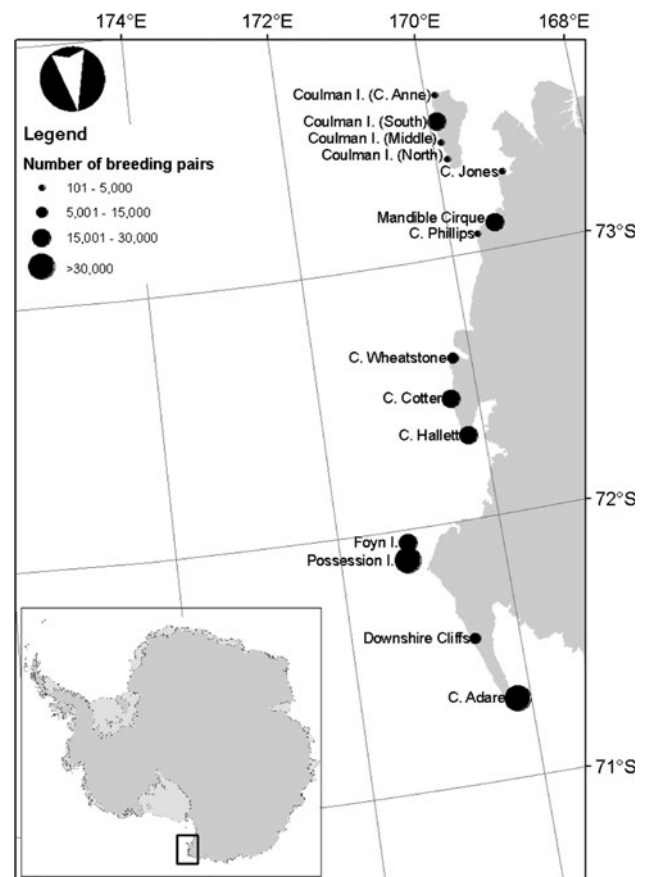 174°E 172°E 170°E 168°E
Coulman I. (C. Anne)
Legend
Coulman I. (South)
Coulman I. (Middle)
Number of breeding pairs
Coulman I. (North)
C. Jones
101 - 5,000
5,001 - 15,000
Mandible Cirque
15,001 - 30,000
C. Phillips
73°S
>30,000
C. Wheatstone
C. Cotter
C. Hallett
72°S
Foyn I.
Possession I.
Downshire Cliffs
C. Adare
71°S